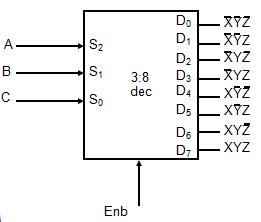 A
B
C
S₂
S₁
S₀
3:8
dec
D₀ X̅Y̅Z̅
D₁ X̅Y̅Z
D₂ X̅YZ̅
D₃ X̅YZ
D₄ XY̅Z̅
D₅ XY̅Z
D₆ XYZ̅
D₇ XYZ
Enb